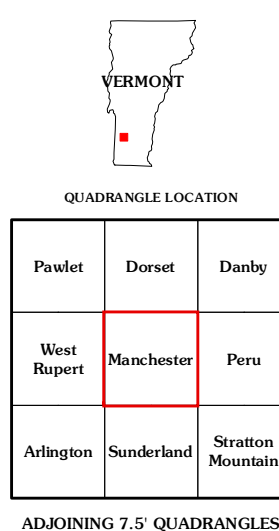 VERMONT
QUADRANGLE LOCATION
Pawlet Dorset Danby
West
Rupert
Manchester
Peru
Arlington Sunderland
Stratton
Mountain
ADJOINING 7.5' QUADRANGLES